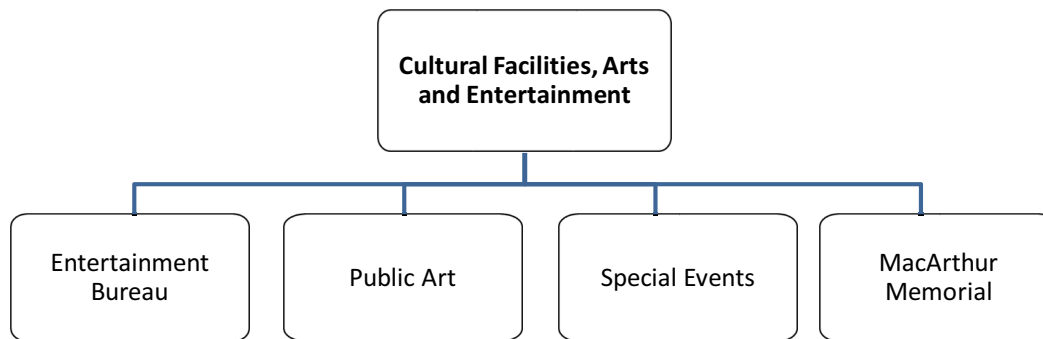 Cultural Facilities, Arts
and Entertainment
Entertainment
Bureau
Public Art
Special Events
MacArthur
Memorial